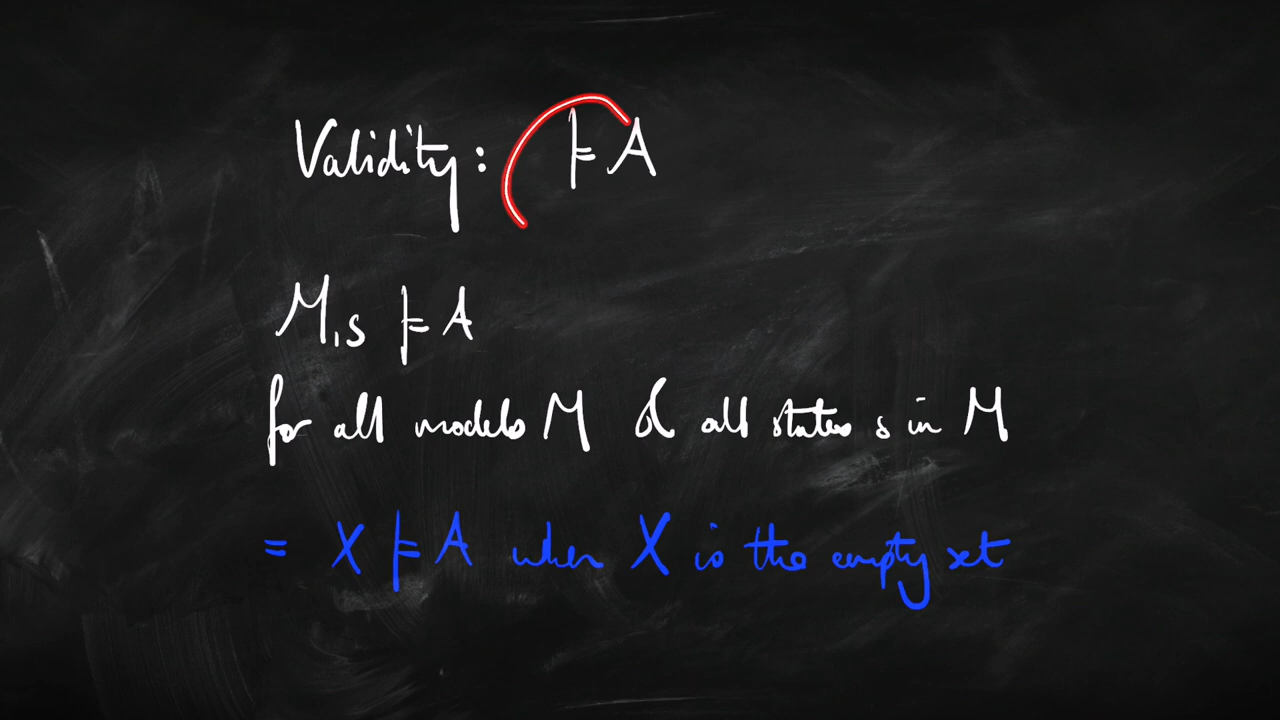 Validity: ⊨ A
M,s ⊨ A
for all models M & all states s in M
= X ⊨ A when X is the empty set